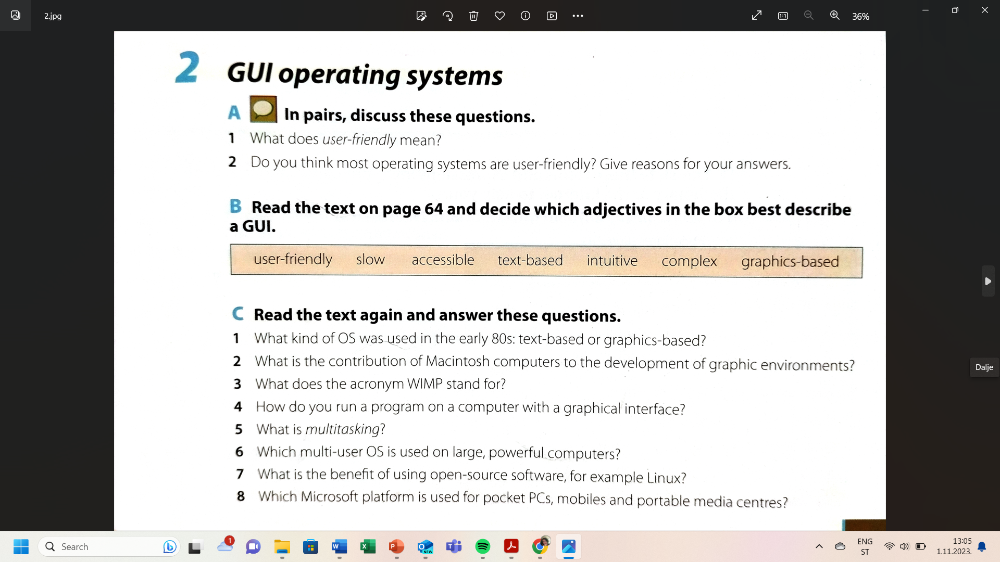 2.jpg
36%
2 GUI operating systems
A In pairs, discuss these questions.
1 What does user-friendly mean?
2 Do you think most operating systems are user-friendly? Give reasons for your answers.
B Read the text on page 64 and decide which adjectives in the box best describe
a GUI.
user-friendly slow accessible text-based intuitive complex graphics-based
C Read the text again and answer these questions.
1 What kind of OS was used in the early 80s: text-based or graphics-based?
2 What is the contribution of Macintosh computers to the development of graphic environments?
3 What does the acronym WIMP stand for?
4 How do you run a program on a computer with a graphical interface?
5 What is multitasking?
6 Which multi-user OS is used on large, powerful computers?
7 What is the benefit of using open-source software, for example Linux?
8 Which Microsoft platform is used for pocket PCs, mobiles and portable media centres?
Dalje
Search
1
NEW
ENG
ST
13:05
1.11.2023.